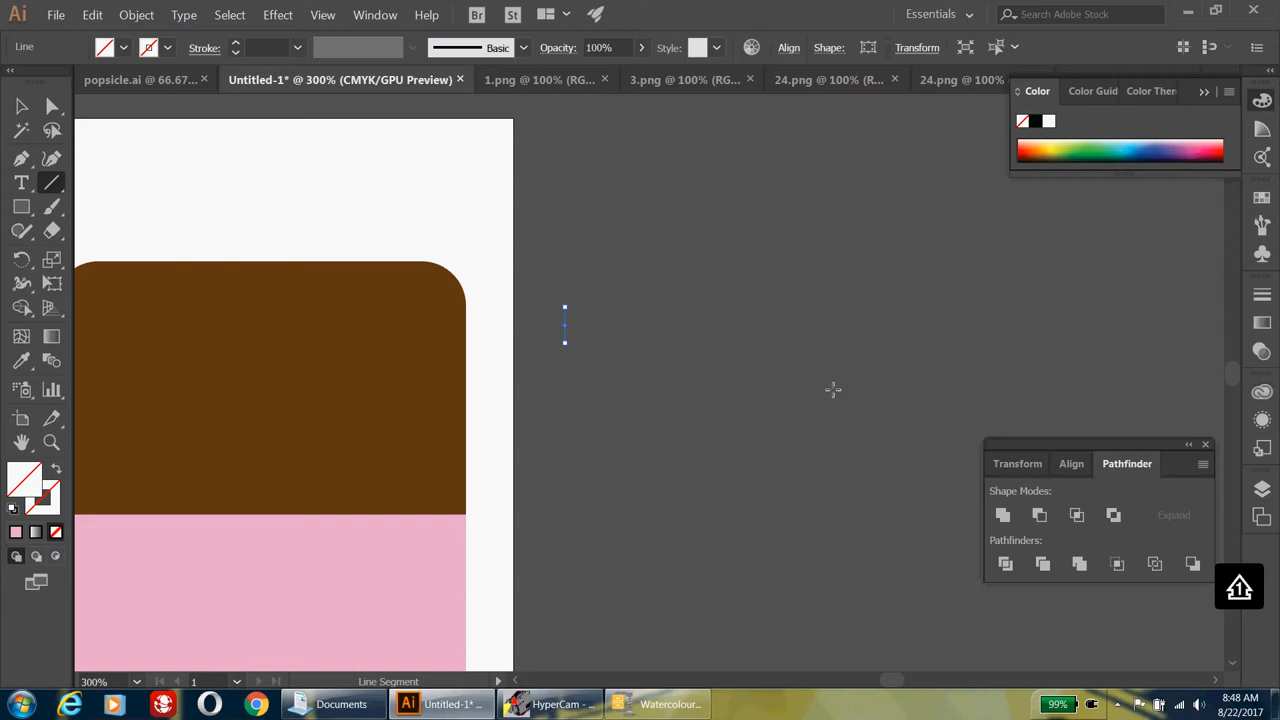 Ai File Edit Object Type Select Effect View Window Help Br St Essentials Search Adobe Stock
Line Stroke: Basic Opacity: 100% Style: Align Shape: Transform
popsicle.ai @ 66.67... × Untitled-1* @ 300% (CMYK/GPU Preview) × 1.png @ 100% (RG... × 3.png @ 100% (RG... × 24.png @ 100% (R... × 24.png @ 100%
Color Color Guid Color Then
Transform Align Pathfinder
Shape Modes:
Expand
Pathfinders:
300% 1 Line Segment
Documents Untitled-1* ... HyperCam - ... Watercolour... 99% 8:48 AM
8/22/2017